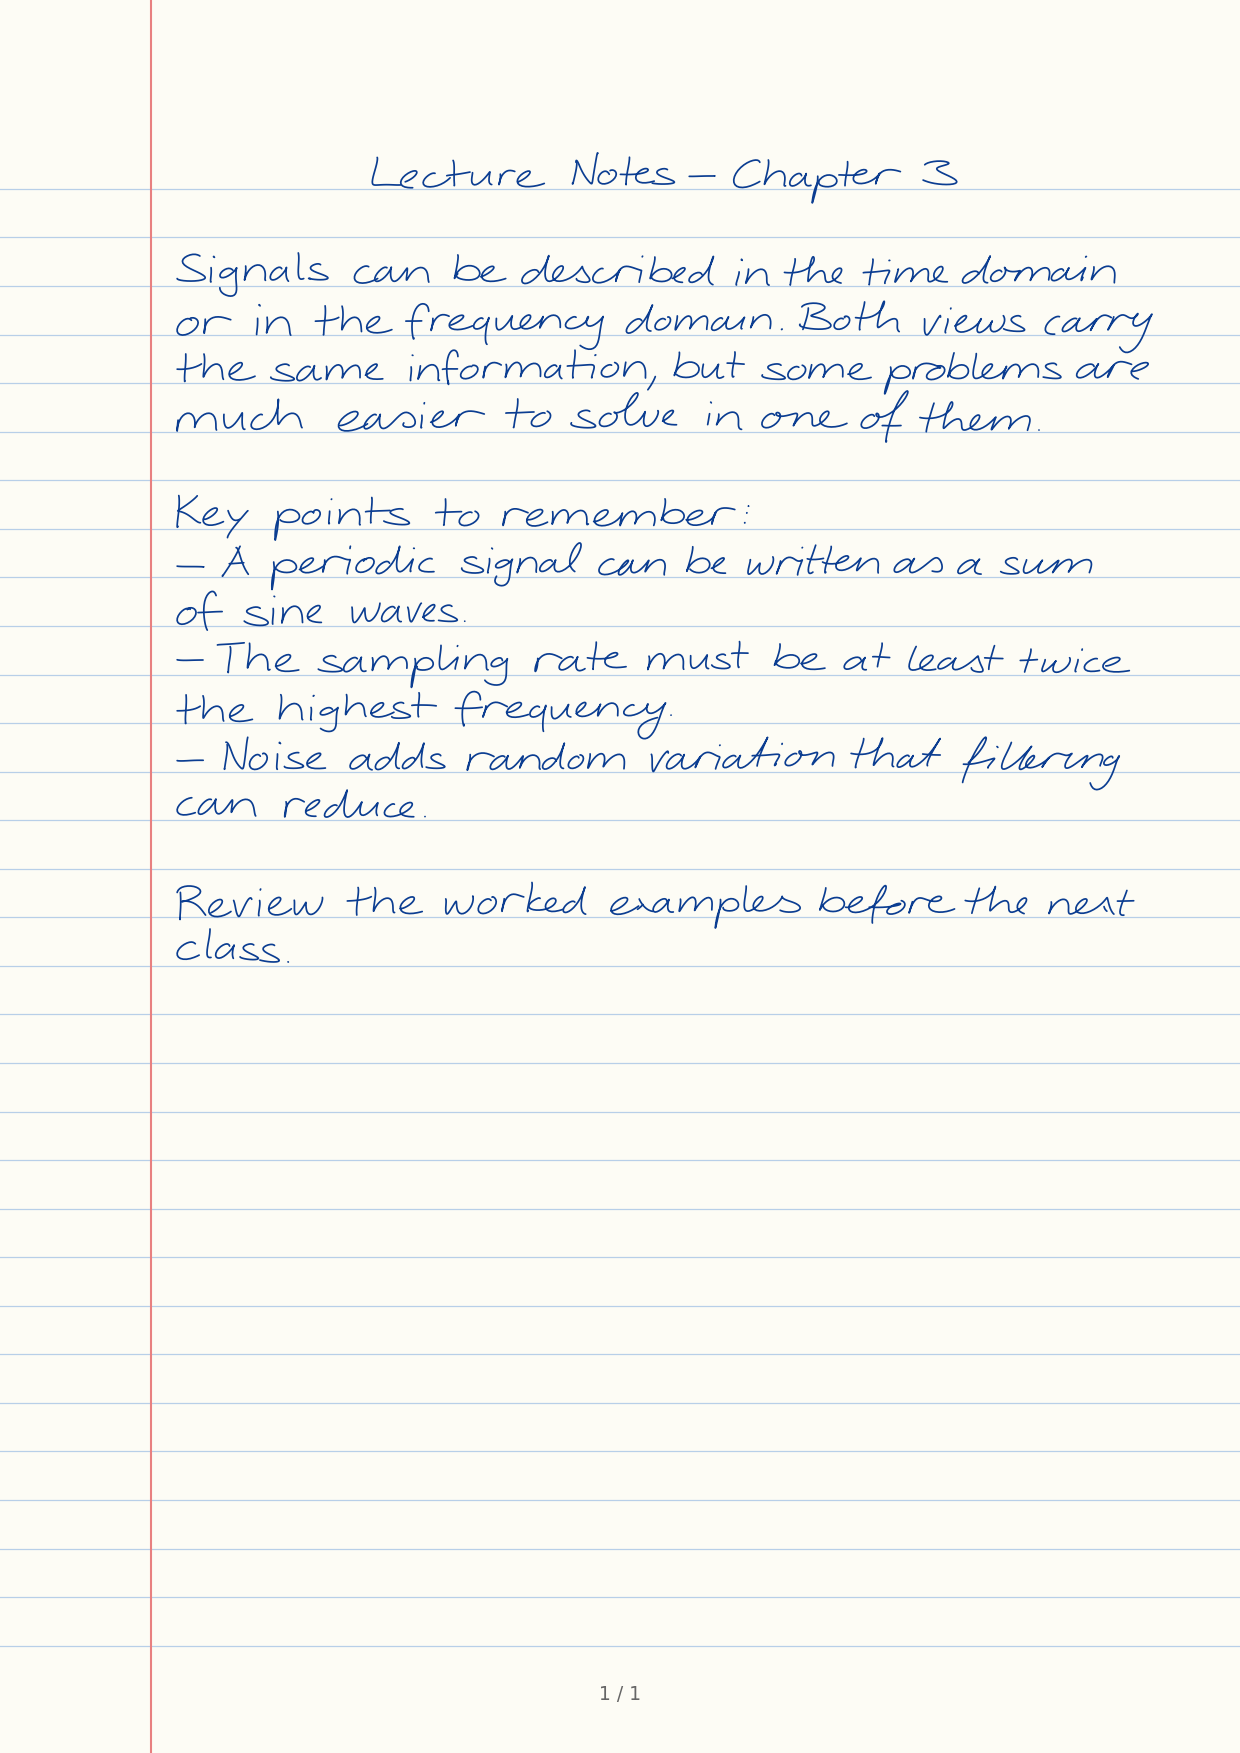 Lecture Notes – Chapter 3
Signals can be described in the time domain
or in the frequency domain. Both views carry
the same information, but some problems are
much easier to solve in one of them.
Key points to remember:
– A periodic signal can be written as a sum
of sine waves.
– The sampling rate must be at least twice
the highest frequency.
– Noise adds random variation that filtering
can reduce.
Review the worked examples before the next
class.
1 / 1